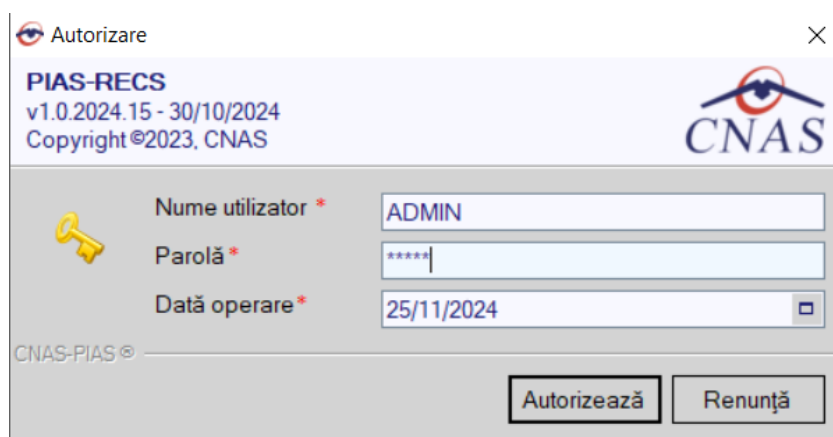 Autorizare
PIAS-RECS
v1.0.2024.15 - 30/10/2024
Copyright ©2023, CNAS
CNAS
Nume utilizator * ADMIN
Parolă * *****
Dată operare * 25/11/2024
CNAS-PIAS ®
Autorizează Renunţă